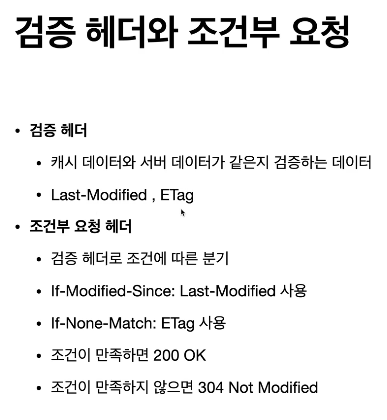 검증 헤더와 조건부 요청
• 검증 헤더
• 캐시 데이터와 서버 데이터가 같은지 검증하는 데이터
• Last-Modified , ETag
• 조건부 요청 헤더
• 검증 헤더로 조건에 따른 분기
• If-Modified-Since: Last-Modified 사용
• If-None-Match: ETag 사용
• 조건이 만족하면 200 OK
• 조건이 만족하지 않으면 304 Not Modified